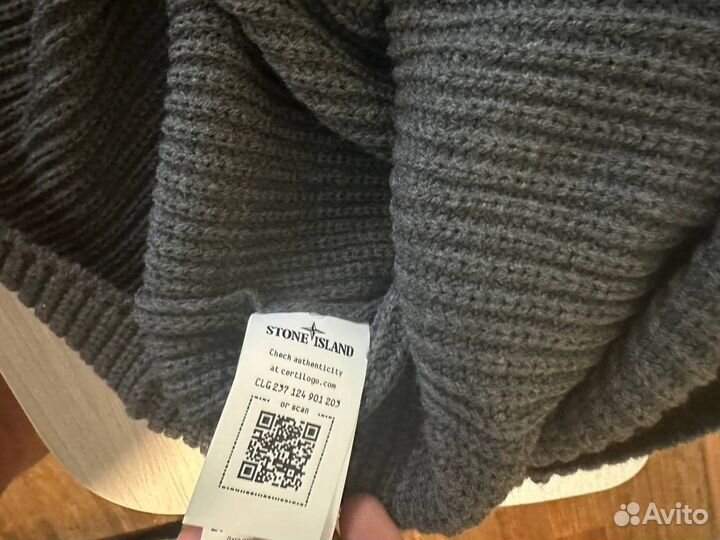 STONE ISLAND
Check authenticity
at certilogo.com
CLG 237 124 901 203
or scan
Avito